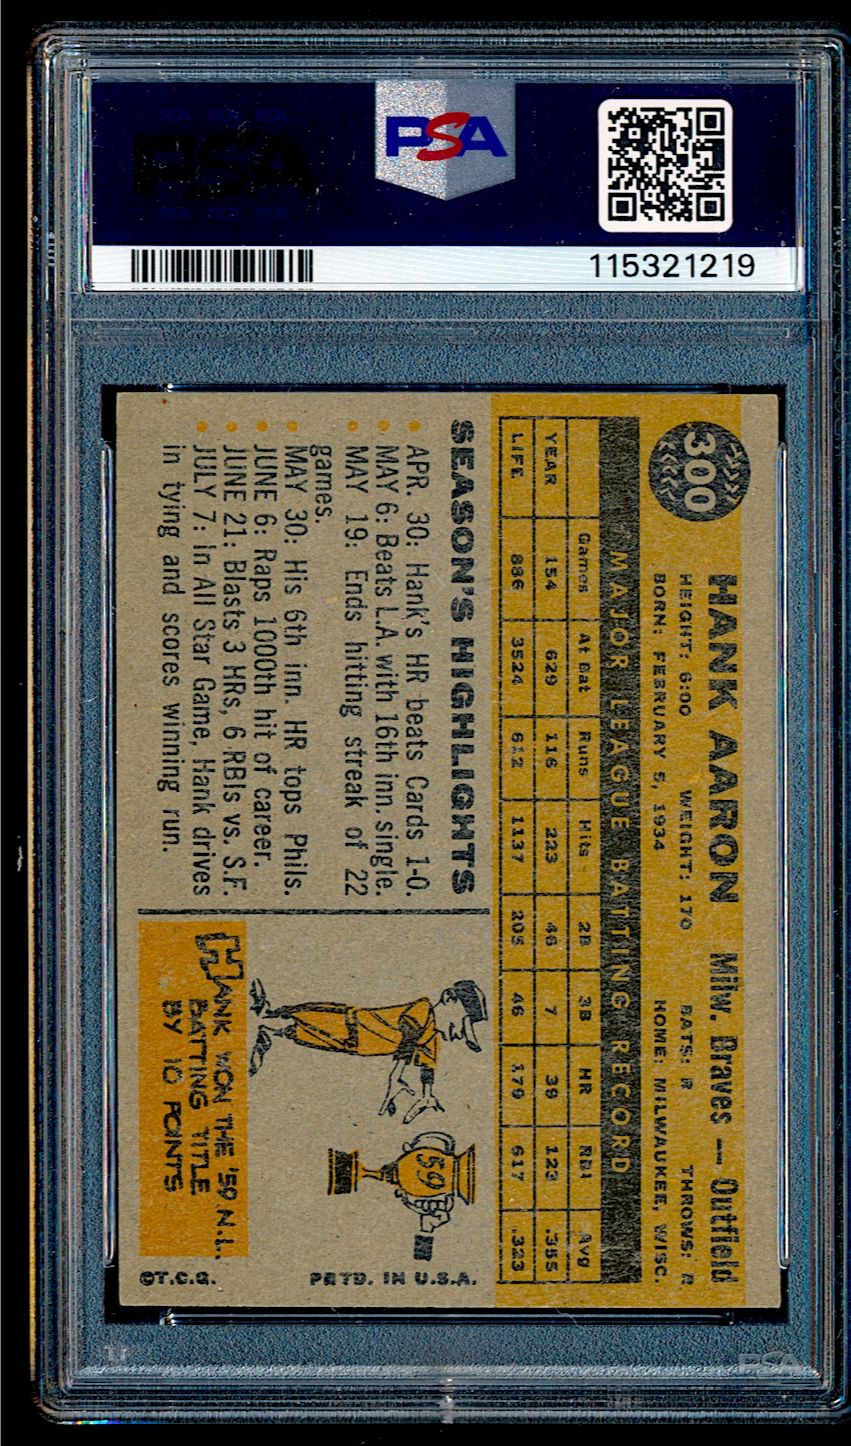 PSA
PSA
115321219
300
HANK AARON Milw. Braves — Outfield
HEIGHT: 6:00 WEIGHT: 170 BATS: R THROWS: R
BORN: FEBRUARY 5, 1934 HOME: MILWAUKEE, WISC.
MAJOR LEAGUE BATTING RECORD
Games At Bat Runs Hits 2B 3B HR RBI Avg
YEAR 154 629 116 223 46 7 39 123 .355
LIFE 886 3524 612 1137 205 46 179 617 .323
SEASON'S HIGHLIGHTS
• APR. 30: Hank's HR beats Cards 1-0.
• MAY 6: Beats L.A. with 16th inn. single.
• MAY 19: Ends hitting streak of 22
games.
• MAY 30: His 6th inn. HR tops Phils.
• JUNE 6: Raps 1000th hit of career.
• JUNE 21: Blasts 3 HRs, 6 RBIs vs. S.F.
• JULY 7: In All Star Game, Hank drives
in tying and scores winning run.
59
HANK WON THE '59 N.L.
BATTING TITLE
BY 10 POINTS
©T.C.G. PRTD. IN U.S.A.
PSA